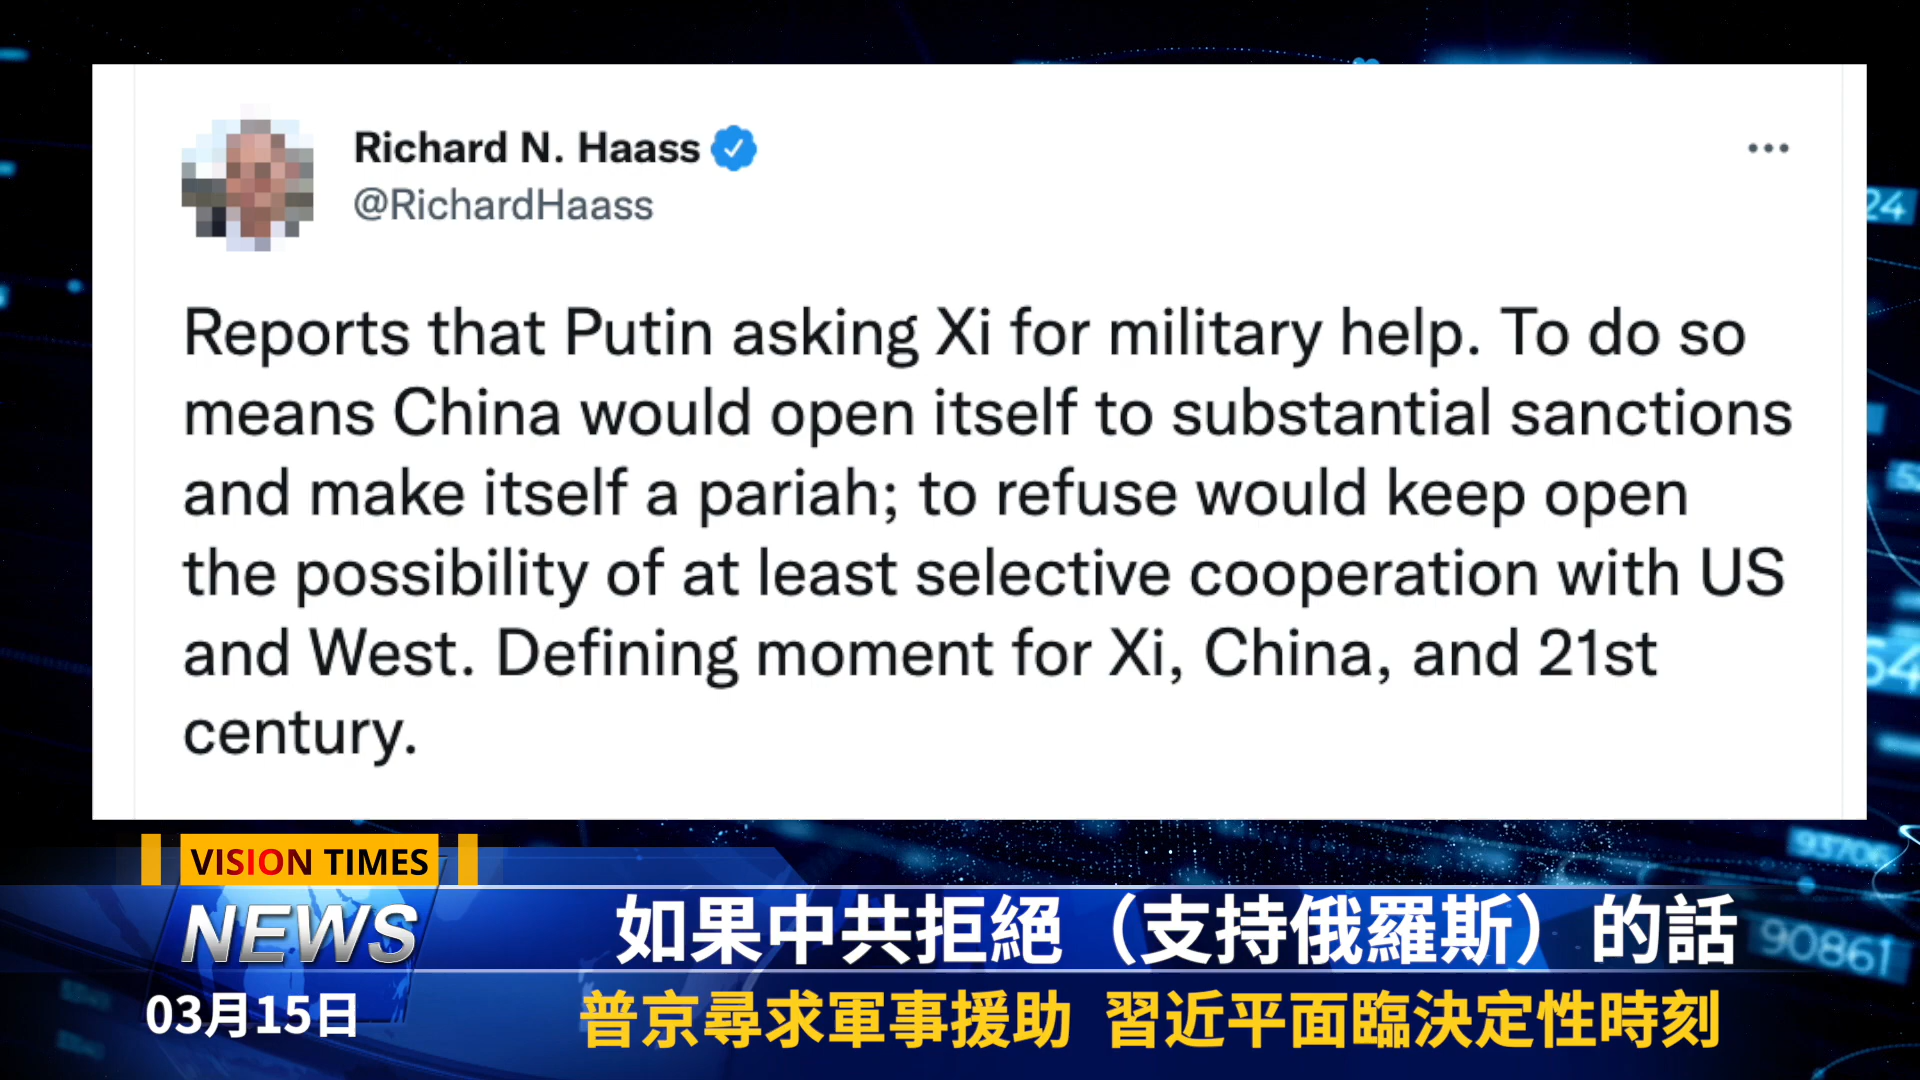 Richard N. Haass
@RichardHaass
Reports that Putin asking Xi for military help. To do so
means China would open itself to substantial sanctions
and make itself a pariah; to refuse would keep open
the possibility of at least selective cooperation with US
and West. Defining moment for Xi, China, and 21st
century.
24
93706
90861
VISION TIMES
NEWS
如果中共拒絕（支持俄羅斯）的話
03月15日
普京尋求軍事援助 習近平面臨決定性時刻